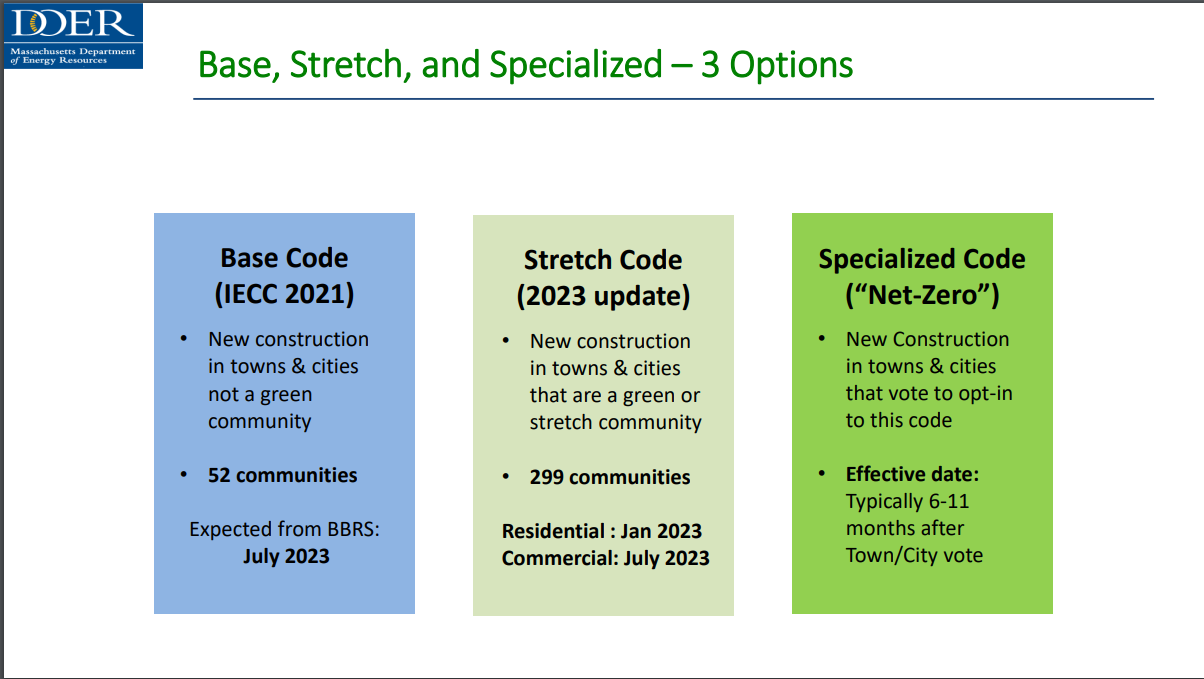 DOER
Massachusetts Department
of Energy Resources
Base, Stretch, and Specialized – 3 Options
Base Code
(IECC 2021)
• New construction
in towns & cities
not a green
community
• 52 communities
Expected from BBRS:
July 2023
Stretch Code
(2023 update)
• New construction
in towns & cities
that are a green or
stretch community
• 299 communities
Residential : Jan 2023
Commercial: July 2023
Specialized Code
(“Net-Zero”)
• New Construction
in towns & cities
that vote to opt-in
to this code
• Effective date:
Typically 6-11
months after
Town/City vote